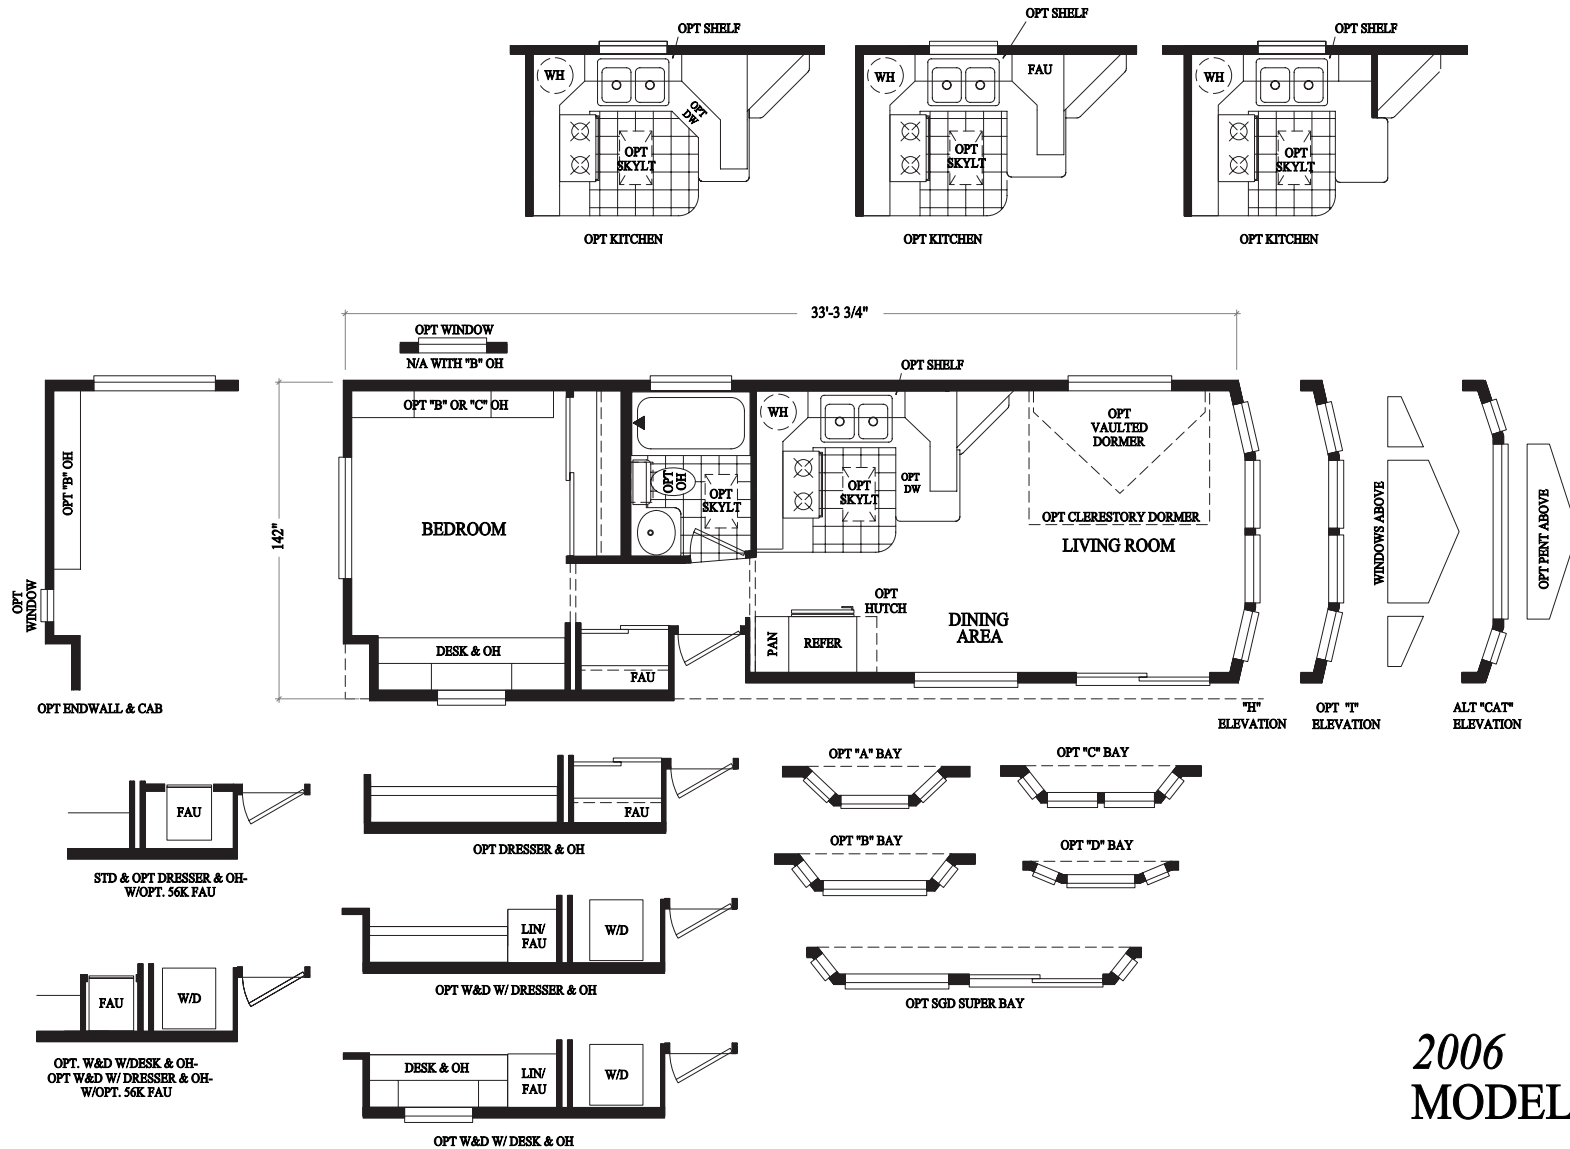 OPT SHELF
WH
OPT
DW
OPT
SKYLT
OPT KITCHEN
OPT SHELF
WH
FAU
OPT
SKYLT
OPT KITCHEN
OPT SHELF
WH
OPT
SKYLT
OPT KITCHEN
33'-3 3/4"
OPT WINDOW
N/A WITH "B" OH
OPT SHELF
142"
OPT "B" OH
OPT
WINDOW
OPT ENDWALL & CAB
OPT "B" OR "C" OH
BEDROOM
DESK & OH
OPT
OH
OPT
SKYLT
FAU
WH
OPT
SKYLT
OPT
DW
OPT
HUTCH
PAN
REFER
DINING
AREA
OPT
VAULTED
DORMER
OPT CLERESTORY DORMER
LIVING ROOM
"H"
ELEVATION
OPT "I"
ELEVATION
WINDOWS ABOVE
ALT "CAT"
ELEVATION
OPT PENT ABOVE
FAU
STD & OPT DRESSER & OH-
W/OPT. 56K FAU
FAU
OPT DRESSER & OH
OPT "A" BAY
OPT "C" BAY
OPT "B" BAY
OPT "D" BAY
LIN/
FAU
W/D
OPT W&D W/ DRESSER & OH
OPT SGD SUPER BAY
FAU
W/D
OPT. W&D W/DESK & OH-
OPT W&D W/ DRESSER & OH-
W/OPT. 56K FAU
DESK & OH
LIN/
FAU
W/D
OPT W&D W/ DESK & OH
2006
MODEL